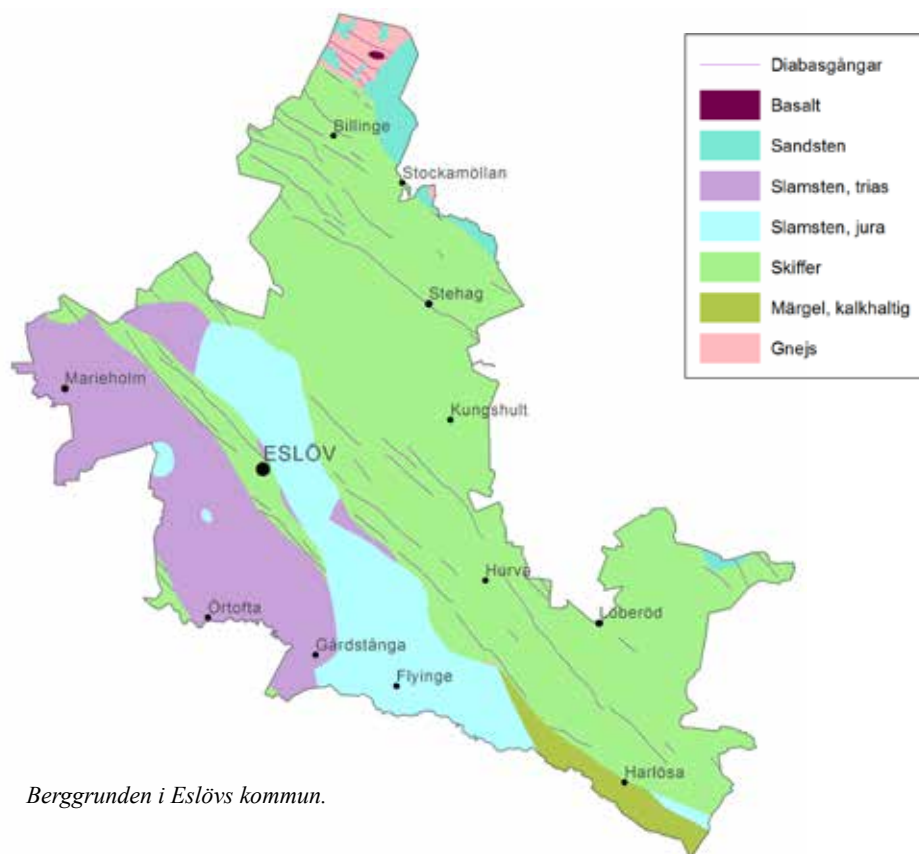 Diabasgångar
Basalt
Sandsten
Slamsten, trias
Slamsten, jura
Skiffer
Märgel, kalkhaltig
Gnejs
Billinge
Stockamöllan
Stehag
Marieholm
Kungshult
ESLÖV
Hurva
Löberöd
Örtofta
Gårdstånga
Flyinge
Harlösa
Berggrunden i Eslövs kommun.